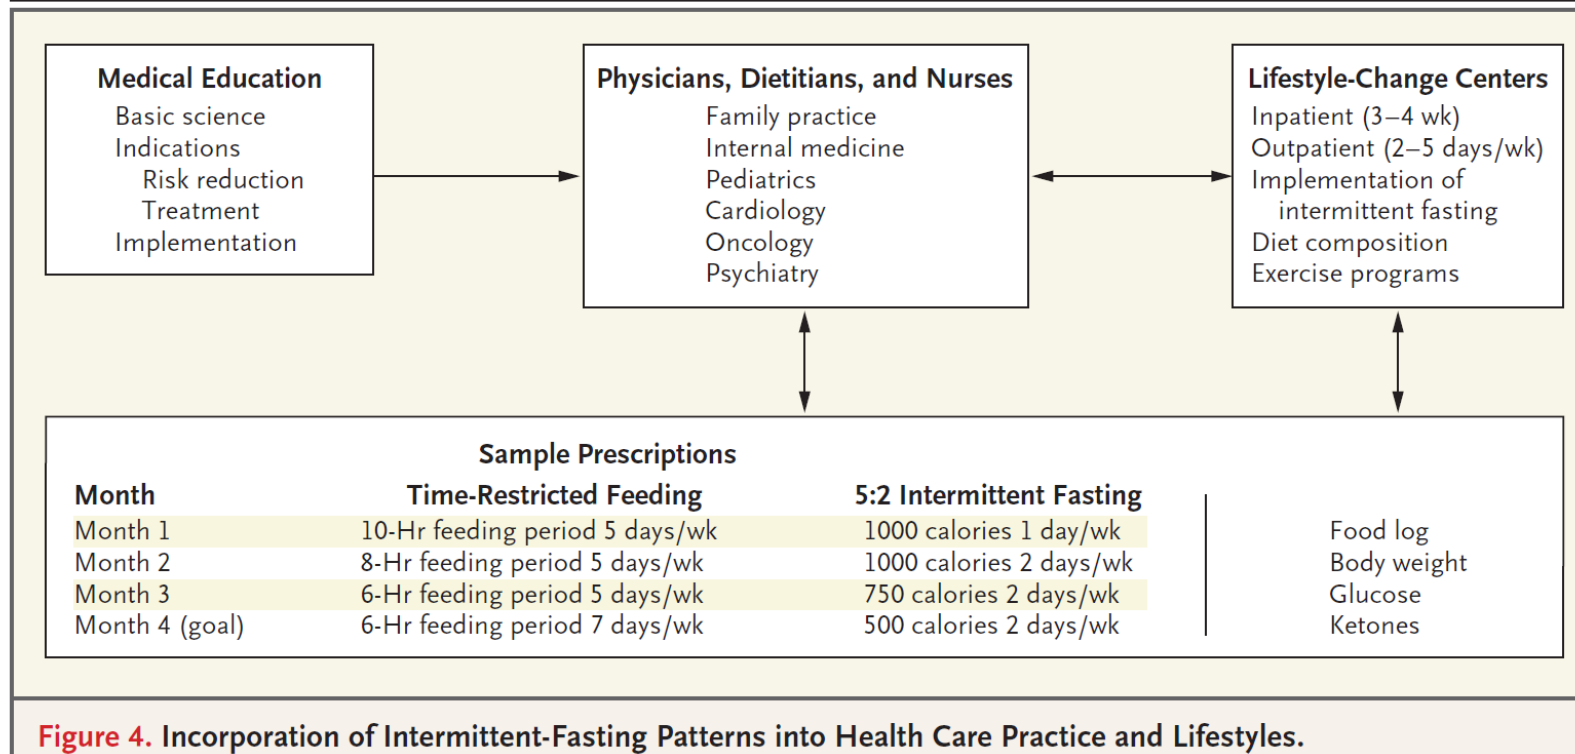 Medical Education
Basic science
Indications
Risk reduction
Treatment
Implementation
Physicians, Dietitians, and Nurses
Family practice
Internal medicine
Pediatrics
Cardiology
Oncology
Psychiatry
Lifestyle-Change Centers
Inpatient (3–4 wk)
Outpatient (2–5 days/wk)
Implementation of
intermittent fasting
Diet composition
Exercise programs
Sample Prescriptions
Month Time-Restricted Feeding 5:2 Intermittent Fasting
Month 1 10-Hr feeding period 5 days/wk 1000 calories 1 day/wk Food log
Month 2 8-Hr feeding period 5 days/wk 1000 calories 2 days/wk Body weight
Month 3 6-Hr feeding period 5 days/wk 750 calories 2 days/wk Glucose
Month 4 (goal) 6-Hr feeding period 7 days/wk 500 calories 2 days/wk Ketones
Figure 4. Incorporation of Intermittent-Fasting Patterns into Health Care Practice and Lifestyles.